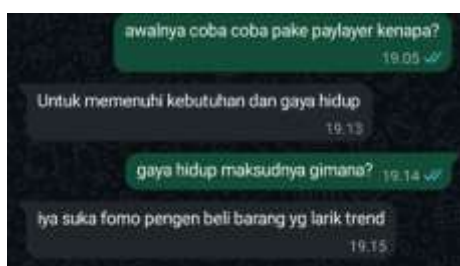 awalnya coba coba pake paylayer kenapa?
19.05
Untuk memenuhi kebutuhan dan gaya hidup
19.13
gaya hidup maksudnya gimana? 19.14
iya suka fomo pengen beli barang yg larik trend
19.15